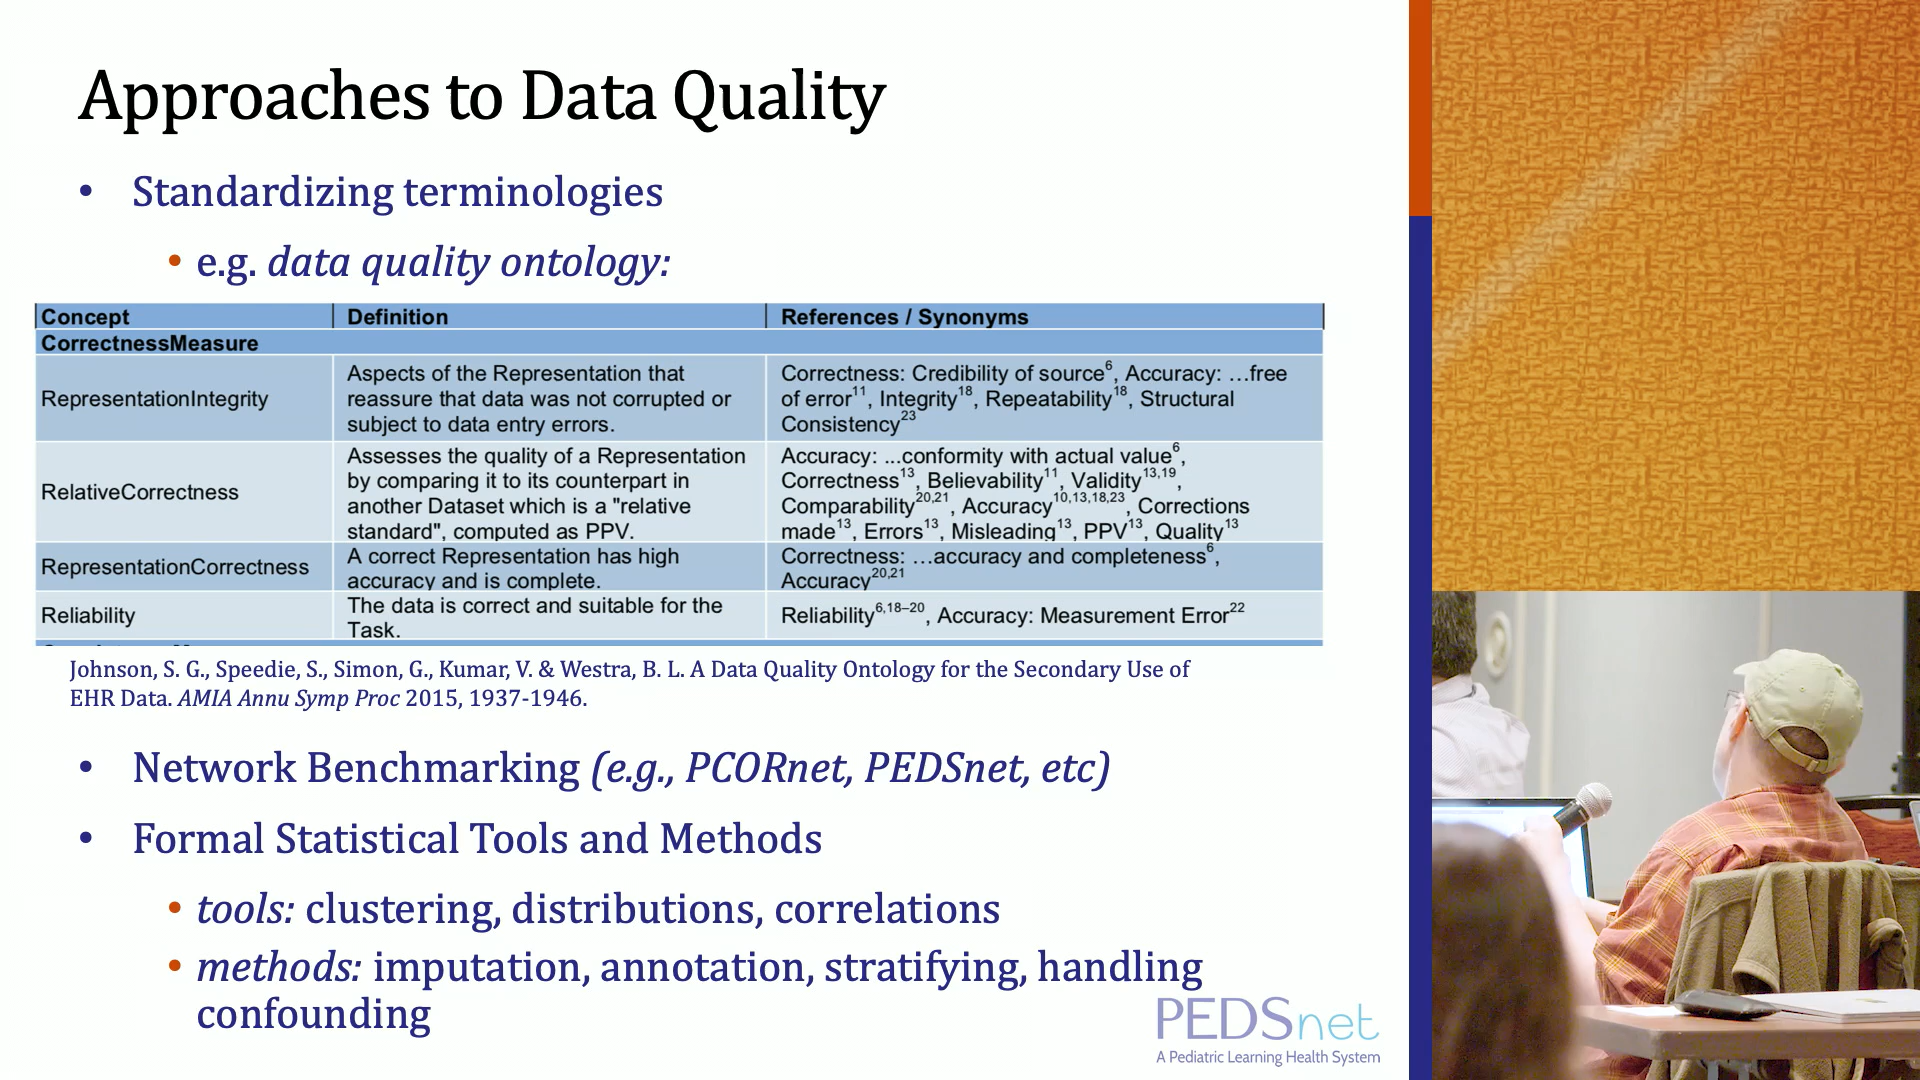 Approaches to Data Quality
• Standardizing terminologies
• e.g. data quality ontology:
Concept Definition References / Synonyms
CorrectnessMeasure
RepresentationIntegrity
Aspects of the Representation that
reassure that data was not corrupted or
subject to data entry errors.
Correctness: Credibility of source6, Accuracy: …free
of error11, Integrity18, Repeatability18, Structural
Consistency23
RelativeCorrectness
Assesses the quality of a Representation
by comparing it to its counterpart in
another Dataset which is a "relative
standard", computed as PPV.
Accuracy: ...conformity with actual value6,
Correctness13, Believability11, Validity13,19,
Comparability20,21, Accuracy10,13,18,23, Corrections
made13, Errors13, Misleading13, PPV13, Quality13
RepresentationCorrectness
A correct Representation has high
accuracy and is complete.
Correctness: …accuracy and completeness6,
Accuracy20,21
Reliability
The data is correct and suitable for the
Task.
Reliability6,18–20, Accuracy: Measurement Error22
Johnson, S. G., Speedie, S., Simon, G., Kumar, V. & Westra, B. L. A Data Quality Ontology for the Secondary Use of
EHR Data. AMIA Annu Symp Proc 2015, 1937-1946.
• Network Benchmarking (e.g., PCORnet, PEDSnet, etc)
• Formal Statistical Tools and Methods
• tools: clustering, distributions, correlations
• methods: imputation, annotation, stratifying, handling
confounding
PEDSnet
A Pediatric Learning Health System